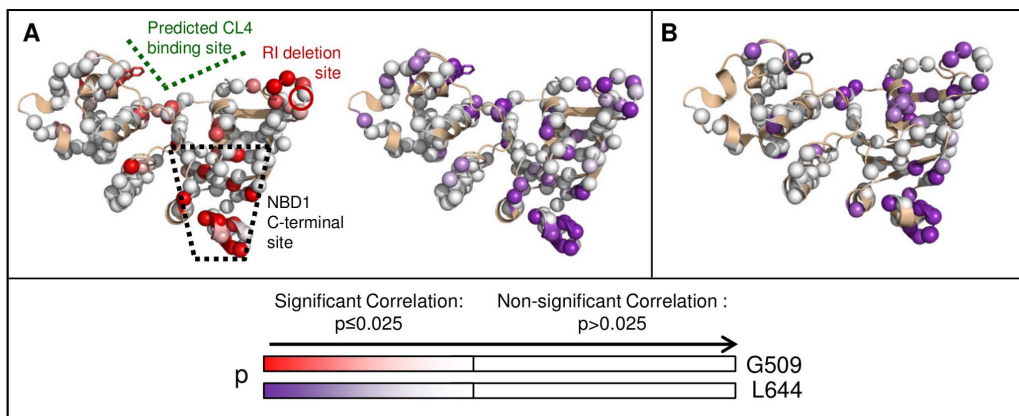 A
Predicted CL4
binding site
RI deletion
site
NBD1
C-terminal
site
B
Significant Correlation:
p≤0.025
Non-significant Correlation :
p>0.025
p
G509
L644